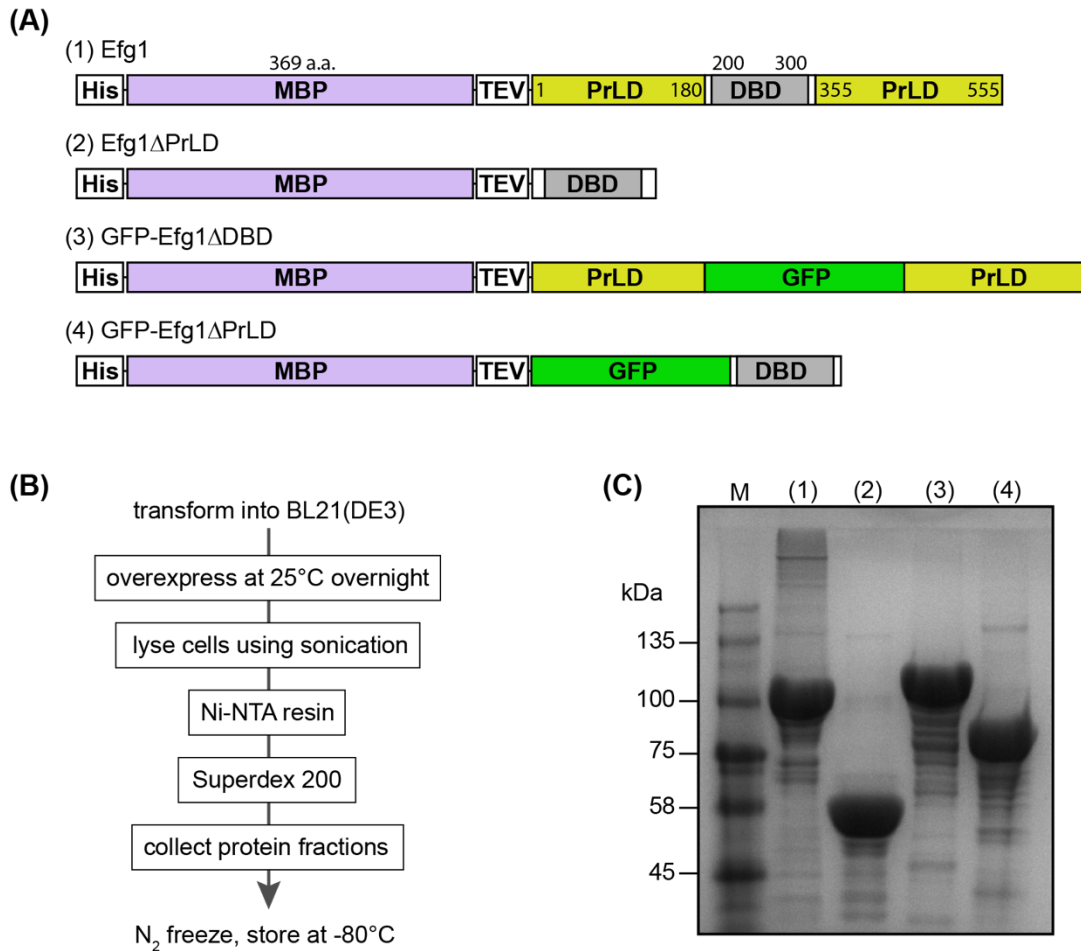 (A)
(1) Efg1
369 a.a.
200 300
His MBP TEV 1 PrLD 180 DBD 355 PrLD 555
(2) Efg1ΔPrLD
His MBP TEV DBD
(3) GFP-Efg1ΔDBD
His MBP TEV PrLD GFP PrLD
(4) GFP-Efg1ΔPrLD
His MBP TEV GFP DBD
(B)
transform into BL21(DE3)
overexpress at 25°C overnight
lyse cells using sonication
Ni-NTA resin
Superdex 200
collect protein fractions
N2 freeze, store at -80°C
(C)
M (1) (2) (3) (4)
kDa
135
100
75
58
45